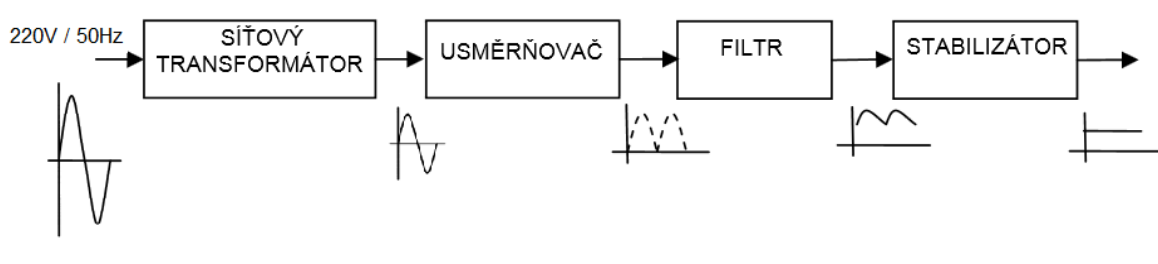 220V / 50Hz
SÍŤOVÝ
TRANSFORMÁTOR
USMĚRŇOVAČ
FILTR
STABILIZÁTOR